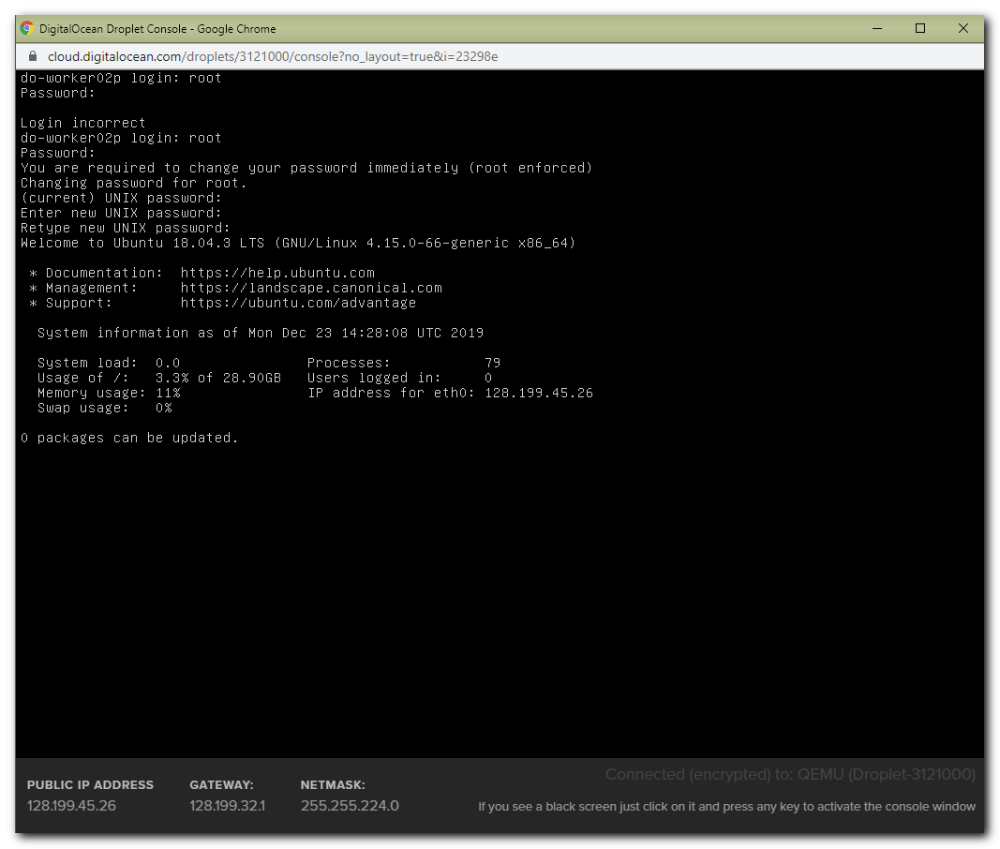 DigitalOcean Droplet Console - Google Chrome
cloud.digitalocean.com/droplets/3121000/console?no_layout=true&i=23298e
do-worker02p login: root
Password:
Login incorrect
do-worker02p login: root
Password:
You are required to change your password immediately (root enforced)
Changing password for root.
(current) UNIX password:
Enter new UNIX password:
Retype new UNIX password:
Welcome to Ubuntu 18.04.3 LTS (GNU/Linux 4.15.0-66-generic x86_64)
* Documentation:  https://help.ubuntu.com
* Management:     https://landscape.canonical.com
* Support:        https://ubuntu.com/advantage
System information as of Mon Dec 23 14:28:08 UTC 2019
System load:  0.0               Processes:           79
Usage of /:   3.3% of 28.90GB   Users logged in:     0
Memory usage: 11%               IP address for eth0: 128.199.45.26
Swap usage:   0%
0 packages can be updated.
Connected (encrypted) to: QEMU (Droplet-3121000)
PUBLIC IP ADDRESS GATEWAY: NETMASK:
128.199.45.26 128.199.32.1 255.255.224.0
If you see a black screen just click on it and press any key to activate the console window